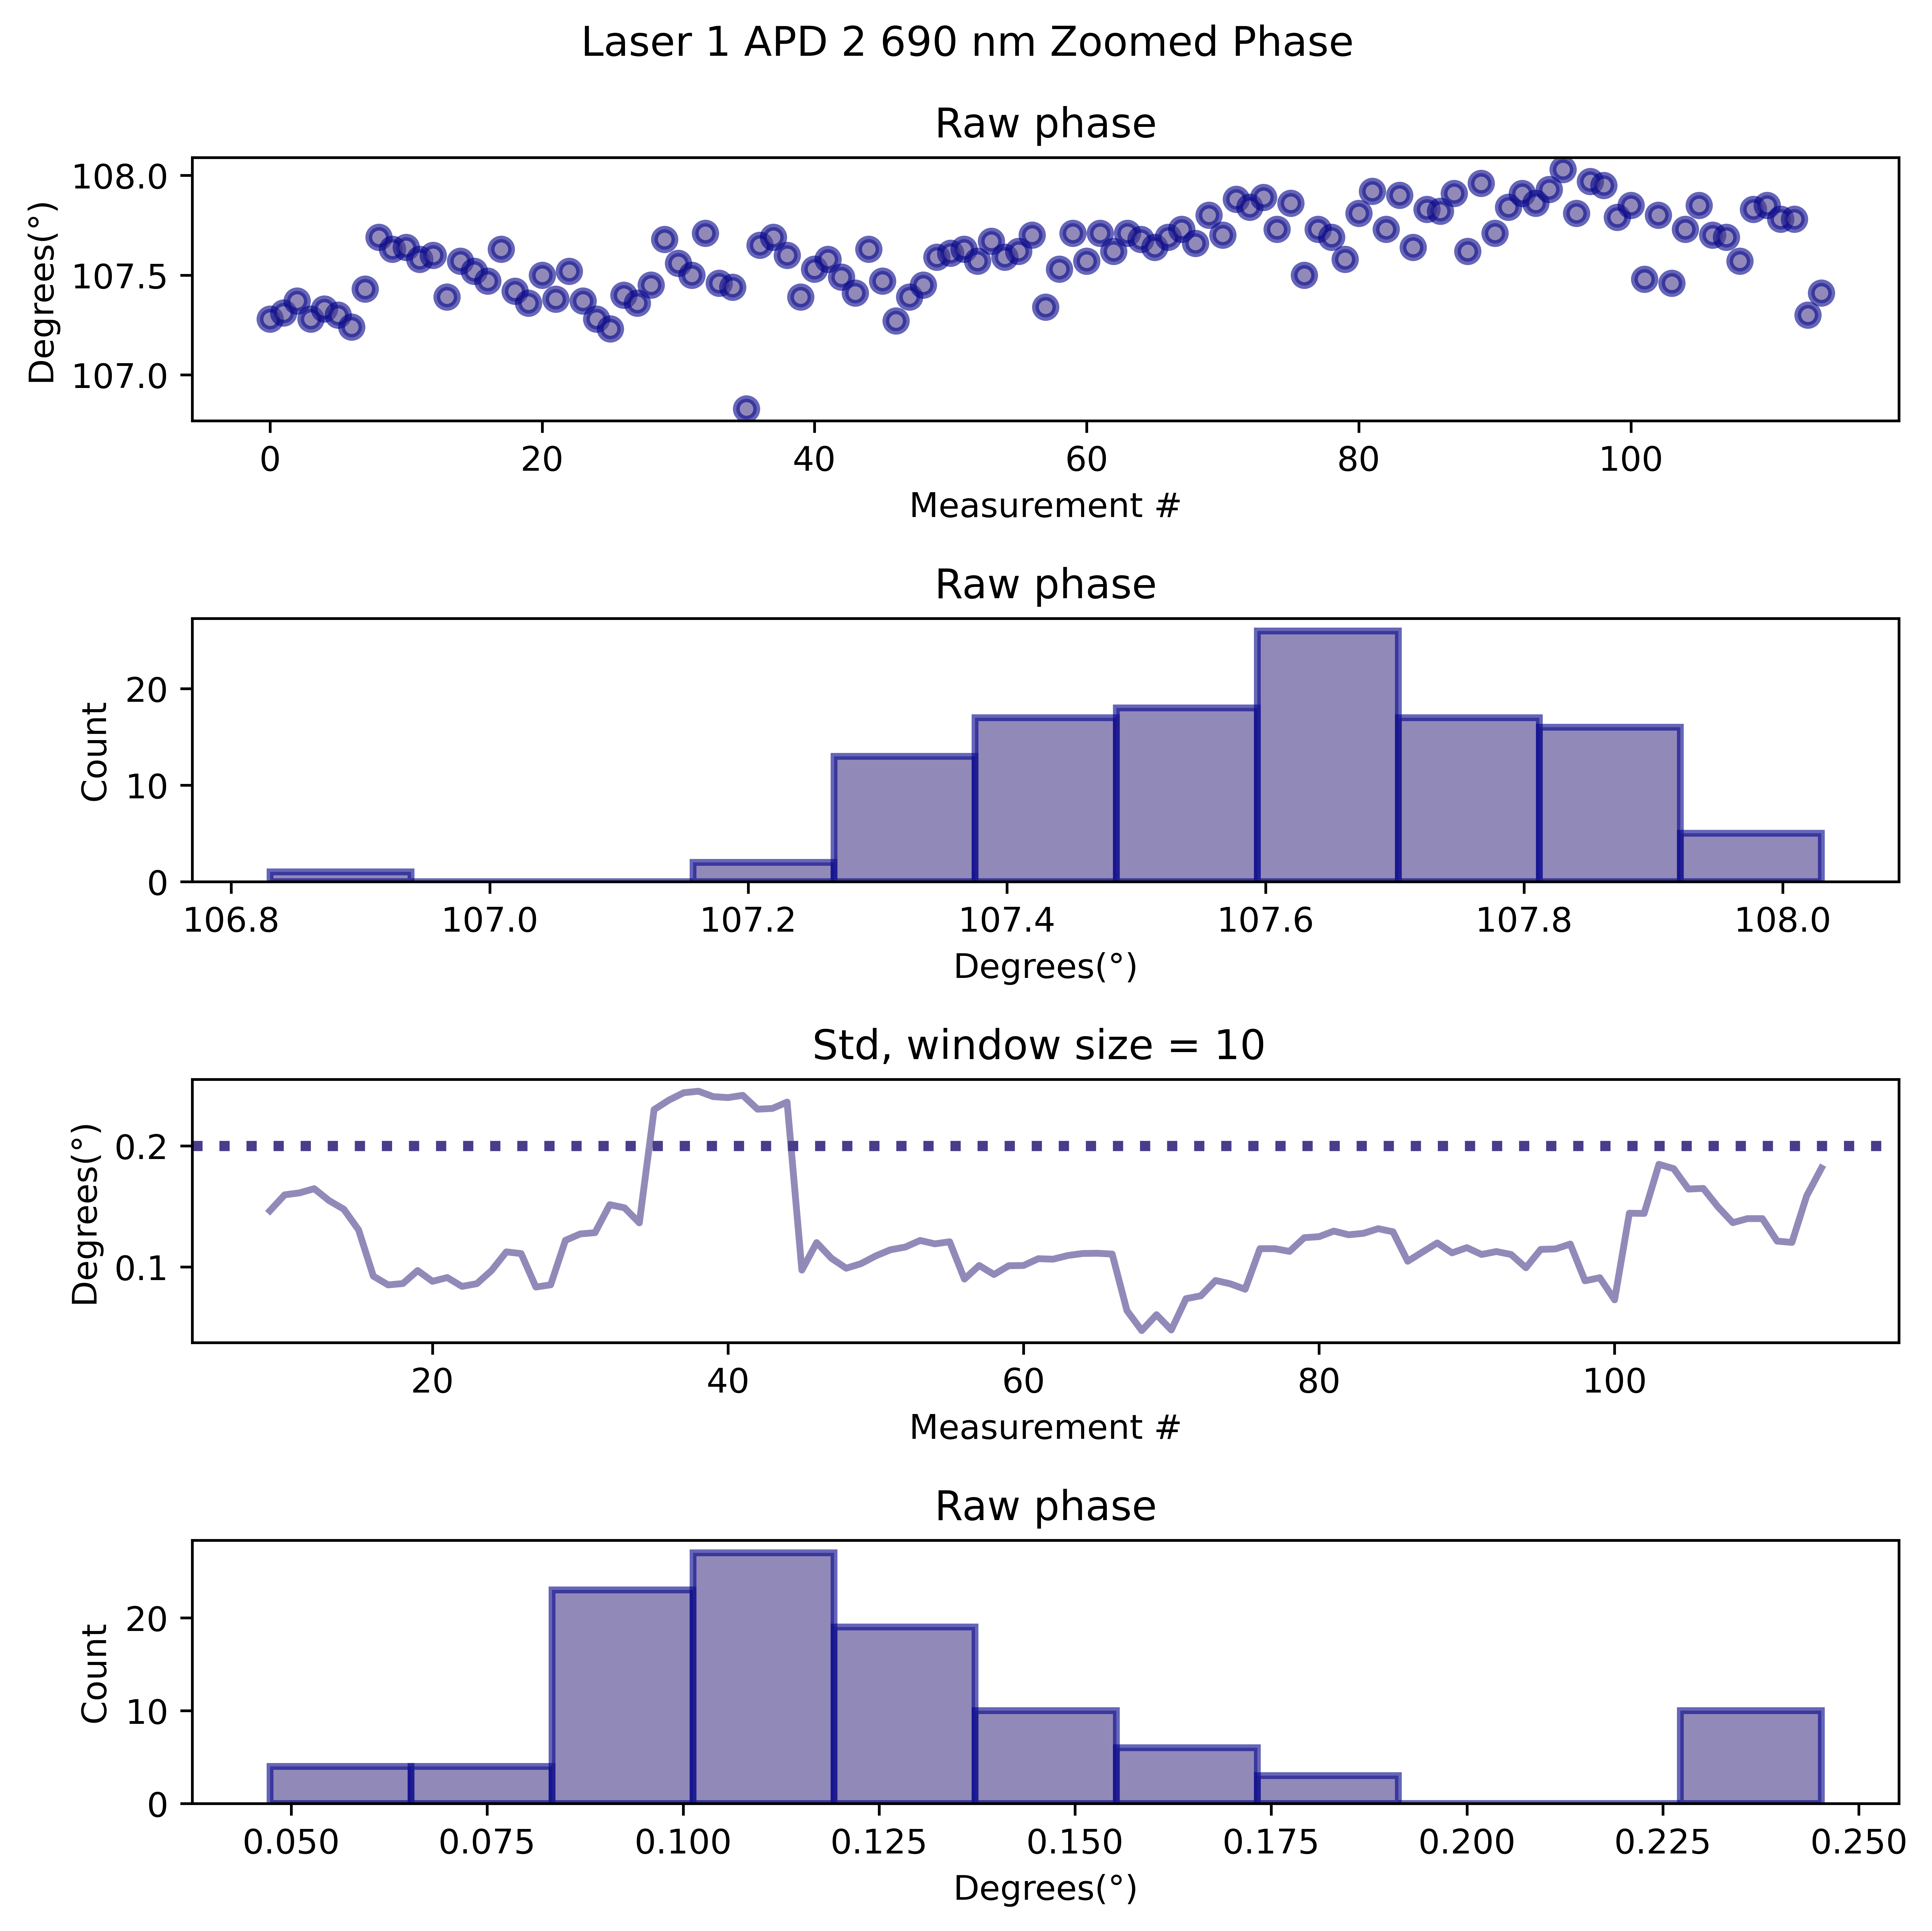 Laser 1 APD 2 690 nm Zoomed Phase
Raw phase
Degrees(°)
108.0
107.5
107.0
0 20 40 60 80 100
Measurement #
Raw phase
Count
20
10
0
106.8 107.0 107.2 107.4 107.6 107.8 108.0
Degrees(°)
Std, window size = 10
Degrees(°)
0.2
0.1
20 40 60 80 100
Measurement #
Raw phase
Count
20
10
0
0.050 0.075 0.100 0.125 0.150 0.175 0.200 0.225 0.250
Degrees(°)